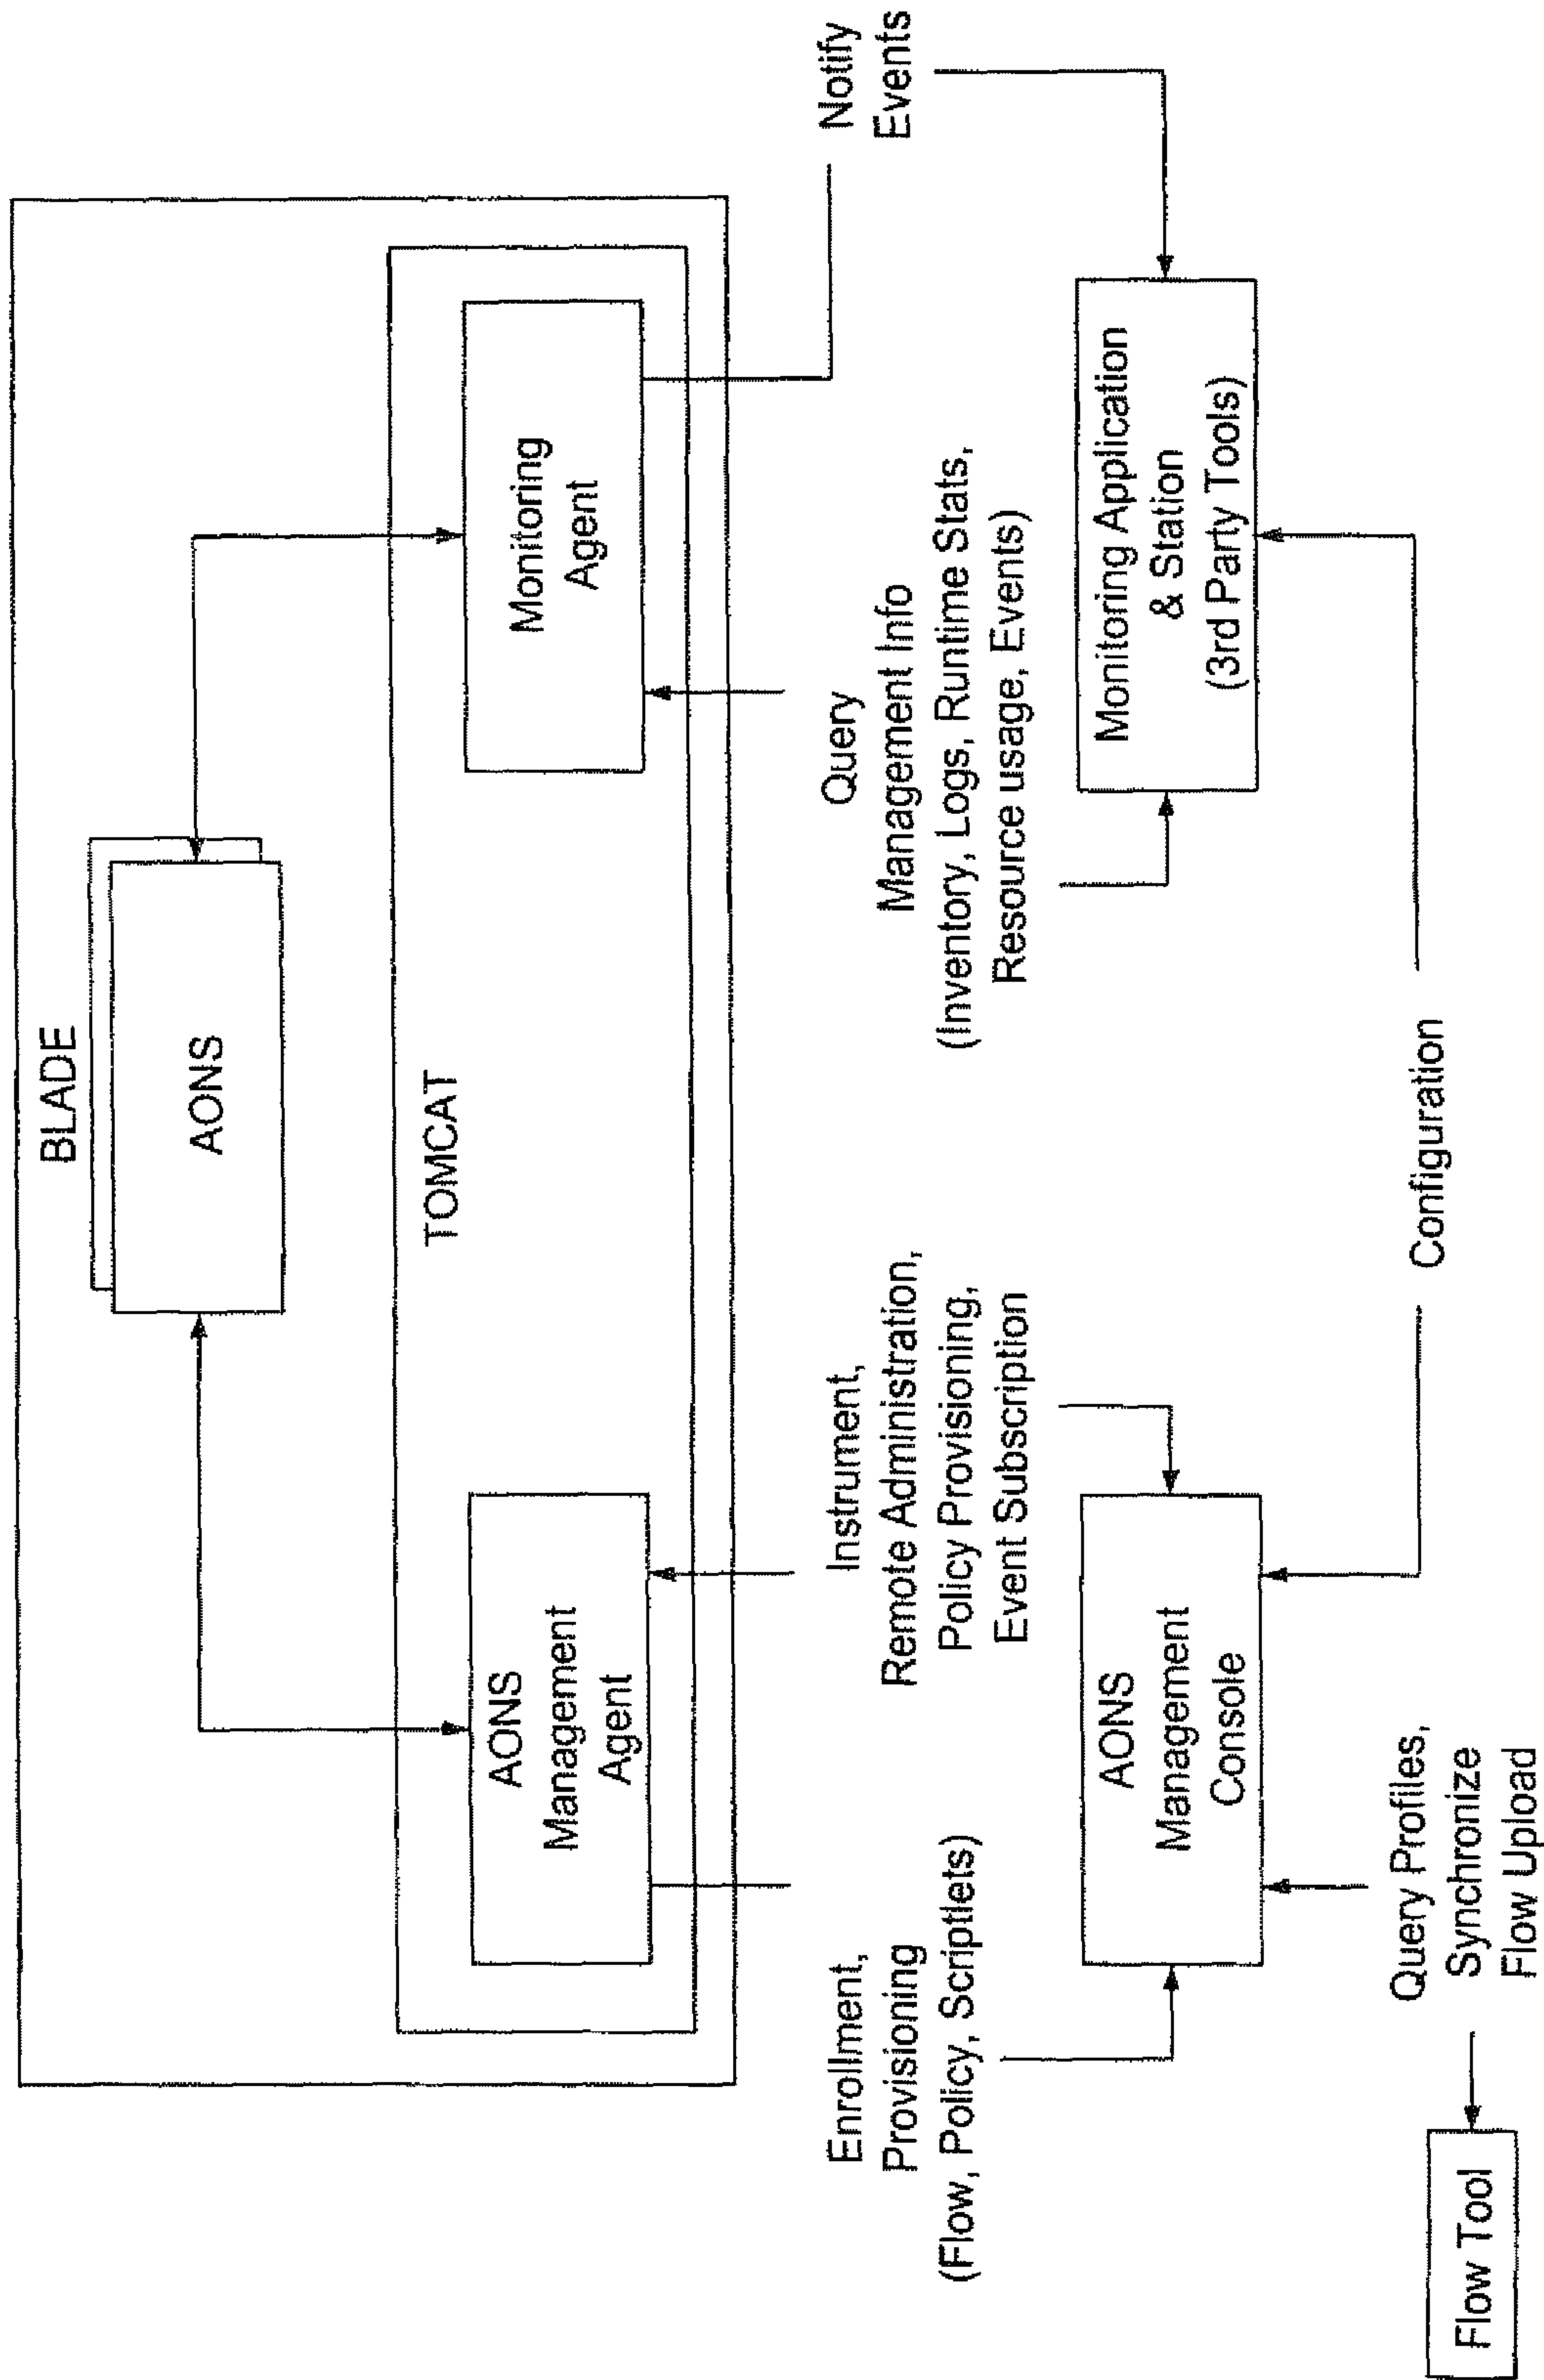 BLADE
AONS
TOMCAT
AONS
Management
Agent
Monitoring
Agent
Enrollment,
Provisioning
(Flow, Policy, Scriptlets)
Instrument,
Remote Administration,
Policy Provisioning,
Event Subscription
Query
Management Info
(Inventory, Logs, Runtime Stats,
Resource usage, Events)
Notify
Events
AONS
Management
Console
Monitoring Application
& Station
(3rd Party Tools)
Query Profiles,
Synchronize
Flow Upload
Configuration
Flow Tool